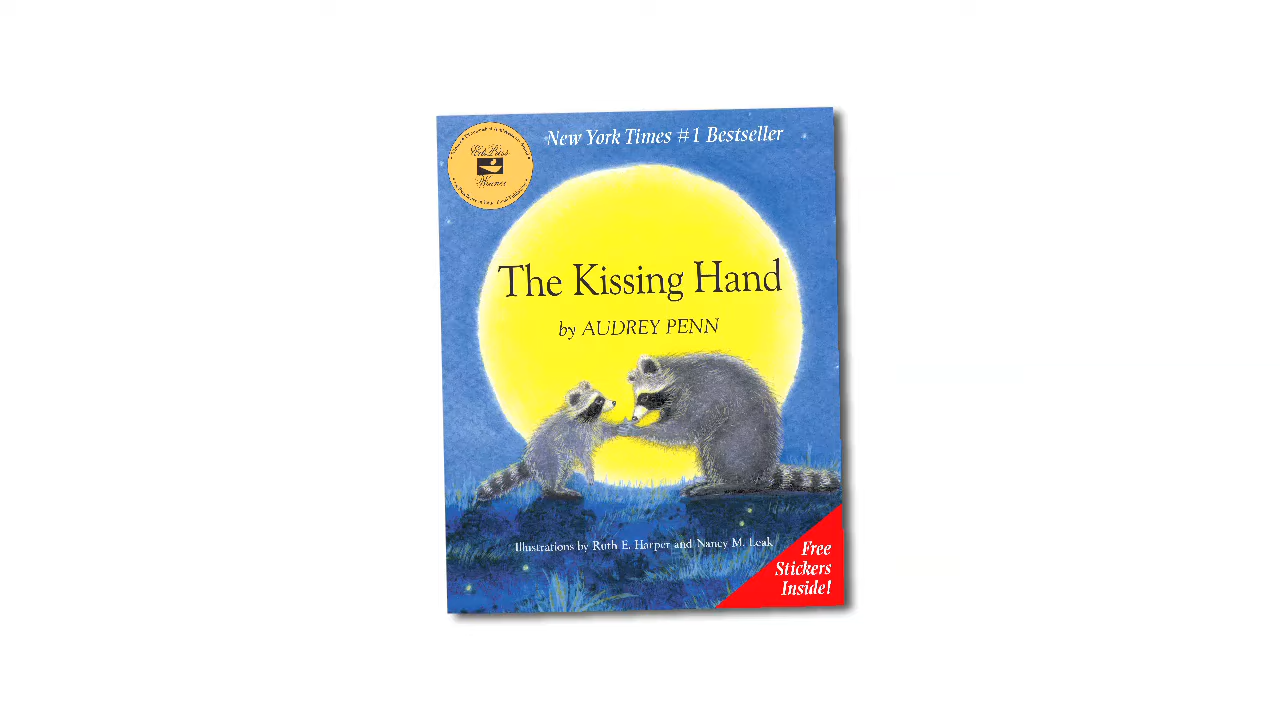 New York Times #1 Bestseller
The Kissing Hand
by AUDREY PENN
Illustrations by Ruth E. Harper and Nancy M. Leak
Free
Stickers
Inside!